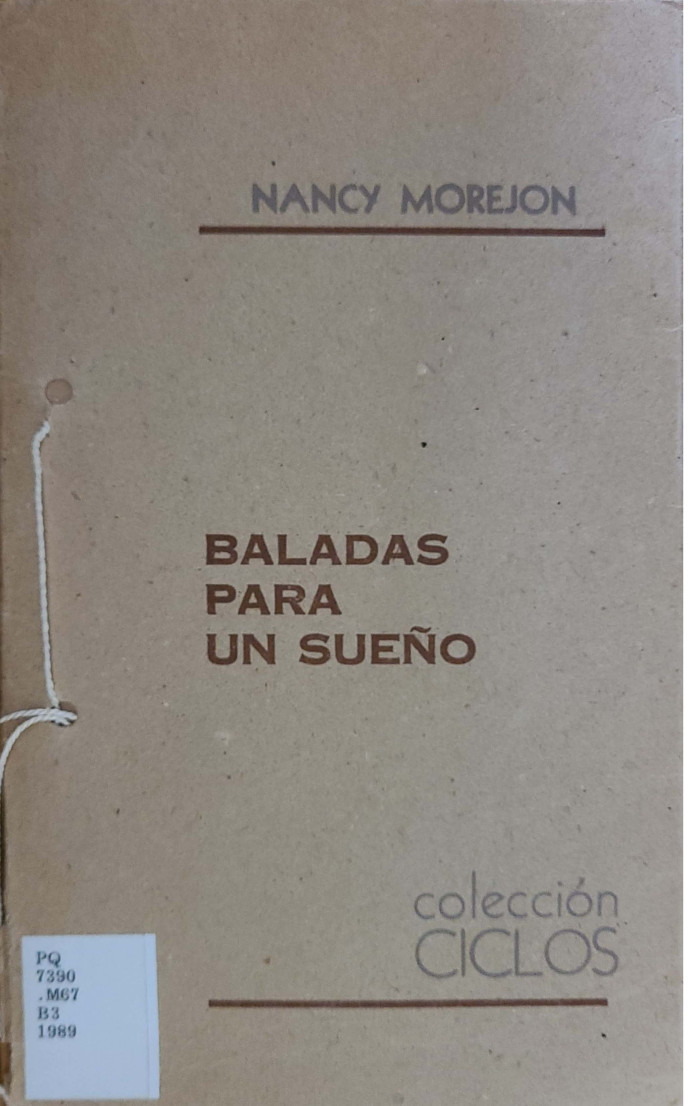 NANCY MOREJON
BALADAS
PARA
UN SUEÑO
colección
CICLOS
PQ
7390
.M67
B3
1989